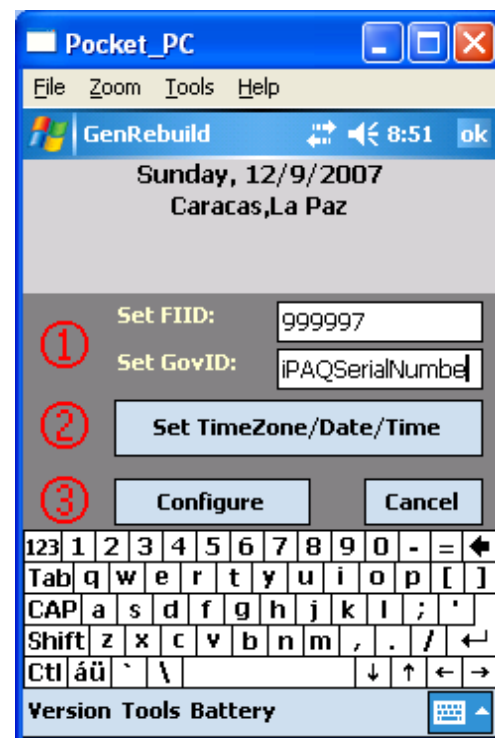 Pocket_PC
File Zoom Tools Help
GenRebuild 8:51 ok
Sunday, 12/9/2007
Caracas,La Paz
1 Set FIID: 999997
Set GovID: iPAQSerialNumbe
2 Set TimeZone/Date/Time
3 Configure Cancel
123 1 2 3 4 5 6 7 8 9 0 - =
Tab q w e r t y u i o p [ ]
CAP a s d f g h j k l ; '
Shift z x c v b n m , . /
Ctl áü ` \ ↓ ↑ ← →
Version Tools Battery